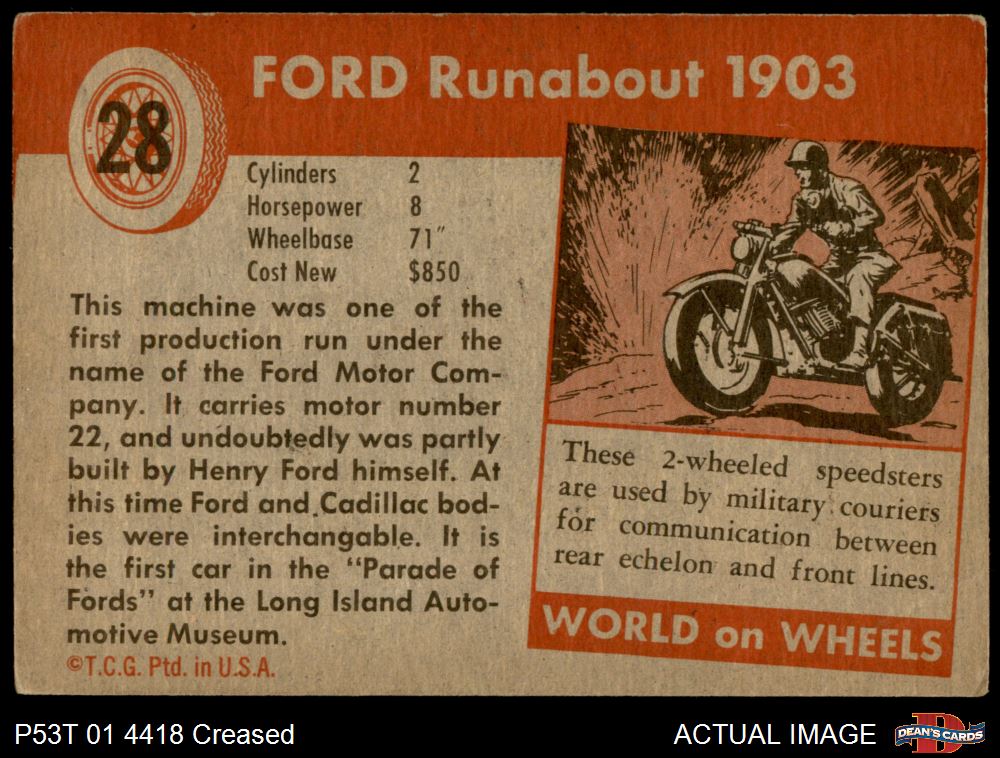 28
FORD Runabout 1903
Cylinders 2
Horsepower 8
Wheelbase 71"
Cost New $850
This machine was one of the
first production run under the
name of the Ford Motor Com-
pany. It carries motor number
22, and undoubtedly was partly
built by Henry Ford himself. At
this time Ford and Cadillac bod-
ies were interchangable. It is
the first car in the "Parade of
Fords" at the Long Island Auto-
motive Museum.
©T.C.G. Ptd. in U.S.A.
These 2-wheeled speedsters
are used by military couriers
for communication between
rear echelon and front lines.
WORLD on WHEELS
P53T 01 4418 Creased
ACTUAL IMAGE
D
DEAN'S CARDS